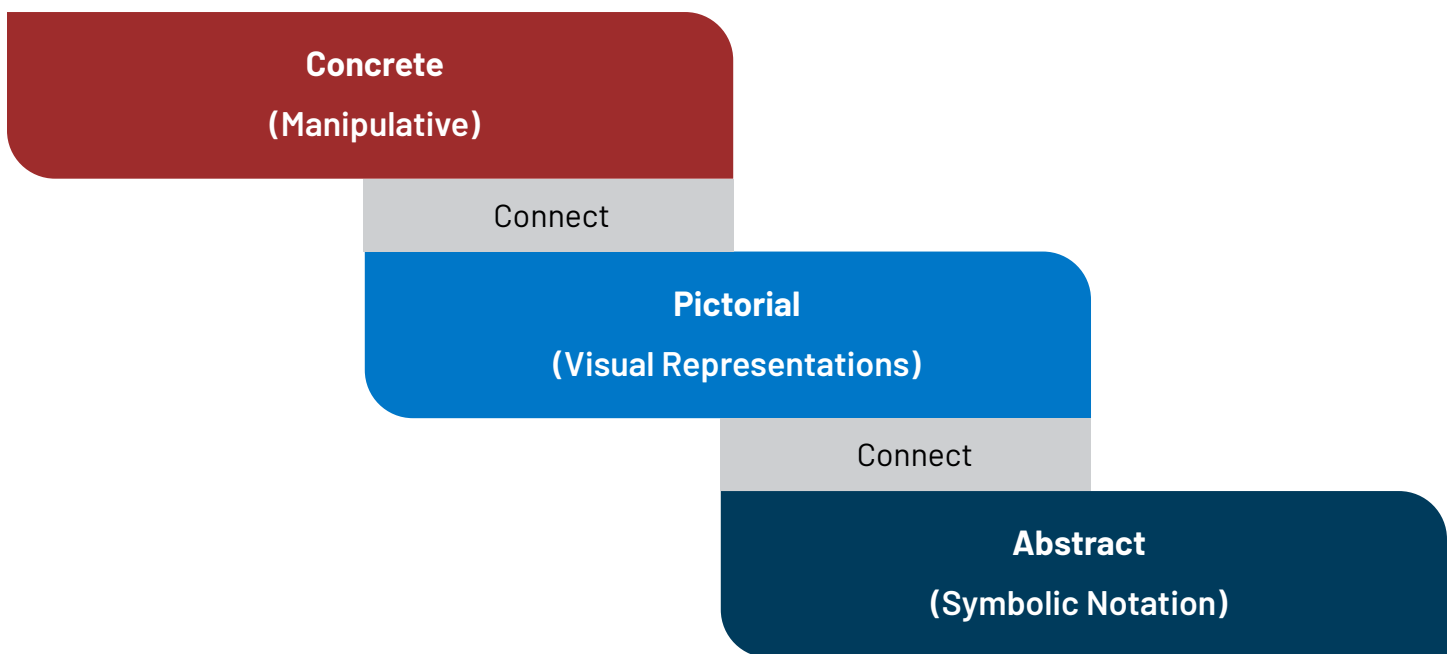 Concrete
(Manipulative)
Connect
Pictorial
(Visual Representations)
Connect
Abstract
(Symbolic Notation)